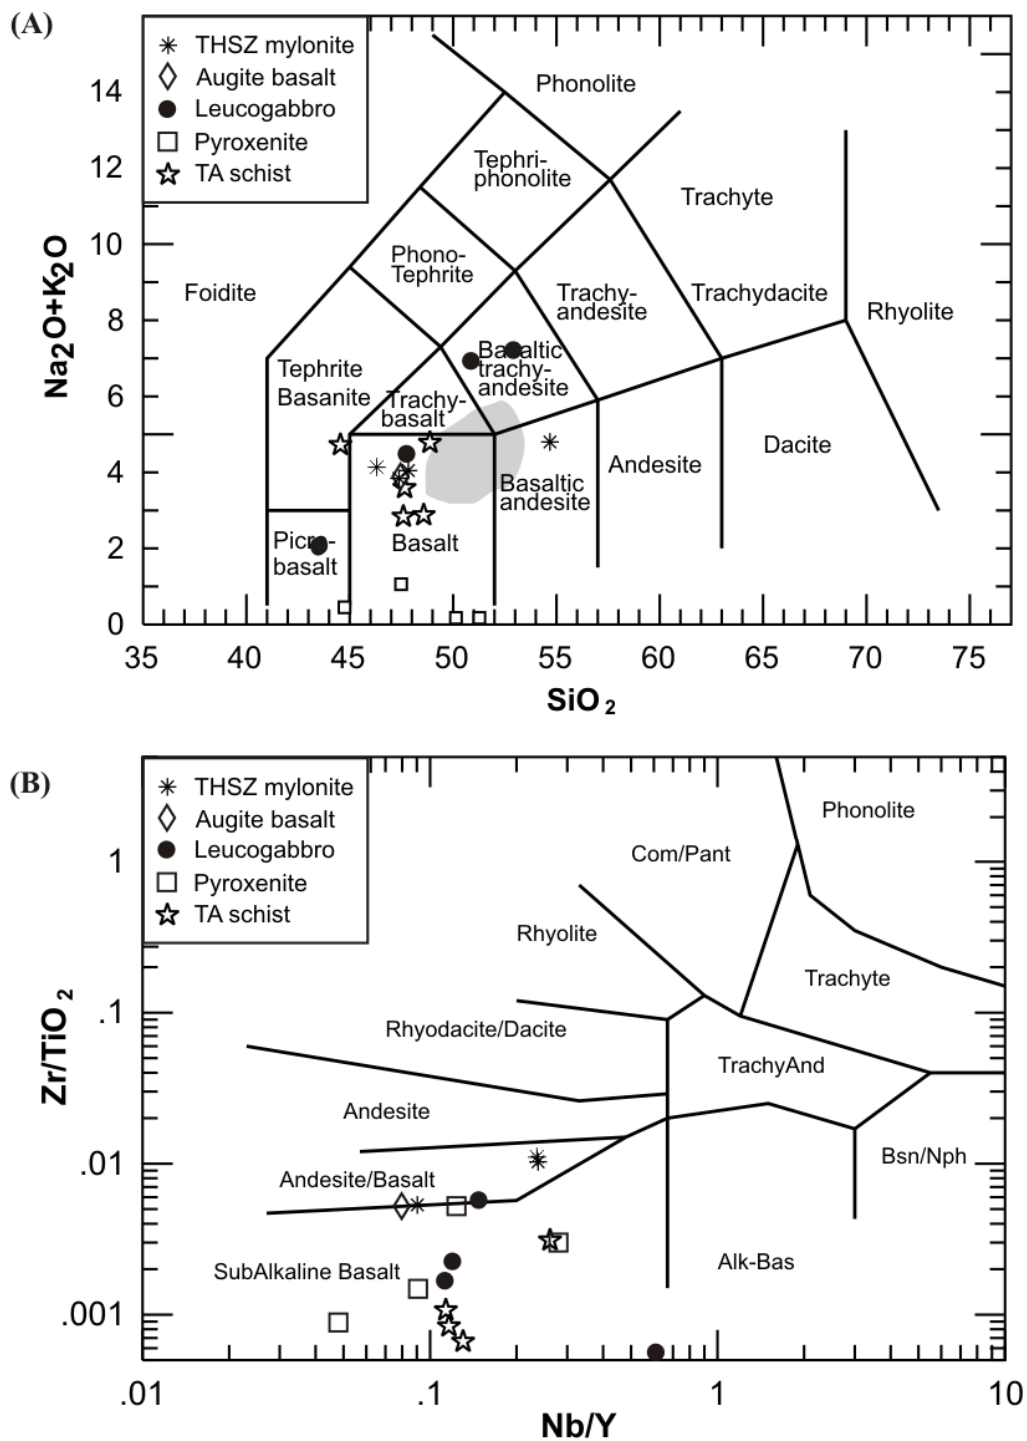 (A)
THSZ mylonite
Augite basalt
Leucogabbro
Pyroxenite
TA schist
Phonolite
Tephri-
phonolite
Trachyte
Phono-
Tephrite
Foidite
Trachy-
andesite
Trachydacite
Rhyolite
Basaltic
trachy-
andesite
Tephrite
Basanite
Trachy-
basalt
Dacite
Andesite
Basaltic
andesite
Basalt
Picro-
basalt
14
12
10
8
6
4
2
0
Na2O+K2O
35 40 45 50 55 60 65 70 75
SiO2
(B)
THSZ mylonite
Augite basalt
Leucogabbro
Pyroxenite
TA schist
Phonolite
Com/Pant
Rhyolite
Trachyte
Rhyodacite/Dacite
TrachyAnd
Andesite
Bsn/Nph
Andesite/Basalt
SubAlkaline Basalt
Alk-Bas
1
.1
.01
.001
Zr/TiO2
.01 .1 1 10
Nb/Y